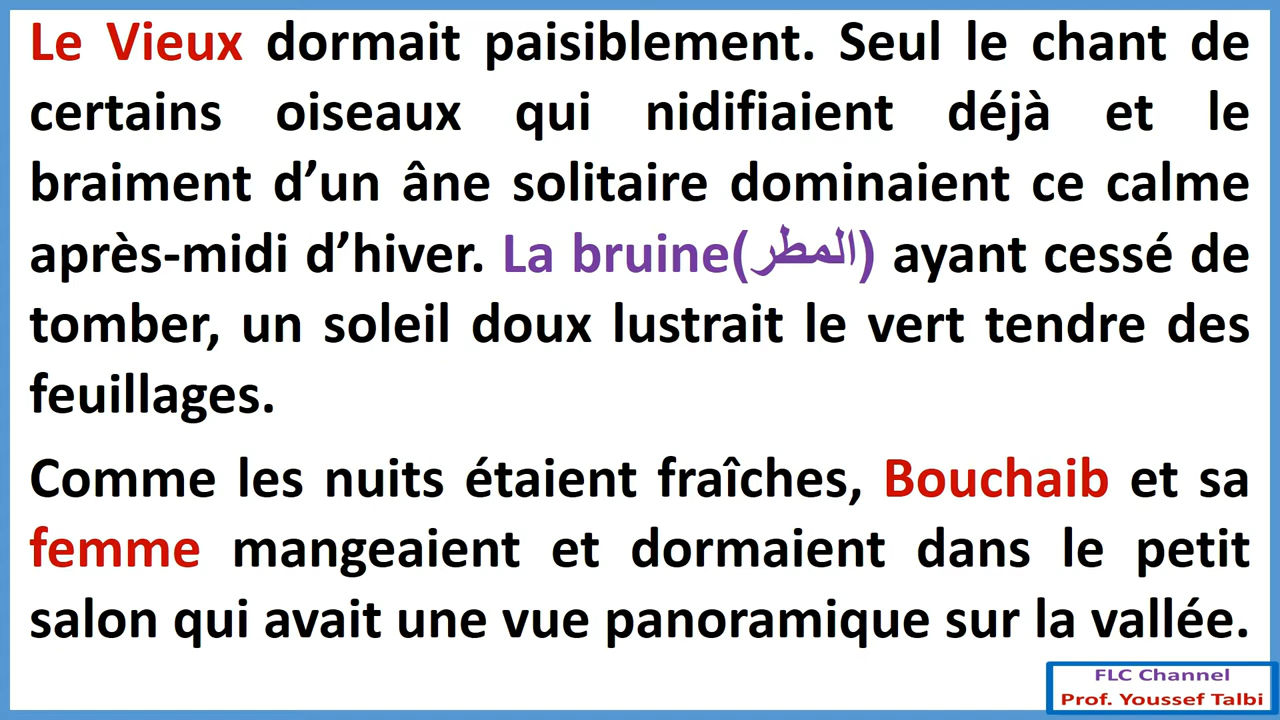 Le Vieux dormait paisiblement. Seul le chant de
certains oiseaux qui nidifiaient déjà et le
braiment d’un âne solitaire dominaient ce calme
après-midi d’hiver. La bruine(المطر) ayant cessé de
tomber, un soleil doux lustrait le vert tendre des
feuillages.
Comme les nuits étaient fraîches, Bouchaib et sa
femme mangeaient et dormaient dans le petit
salon qui avait une vue panoramique sur la vallée.
FLC Channel
Prof. Youssef Talbi